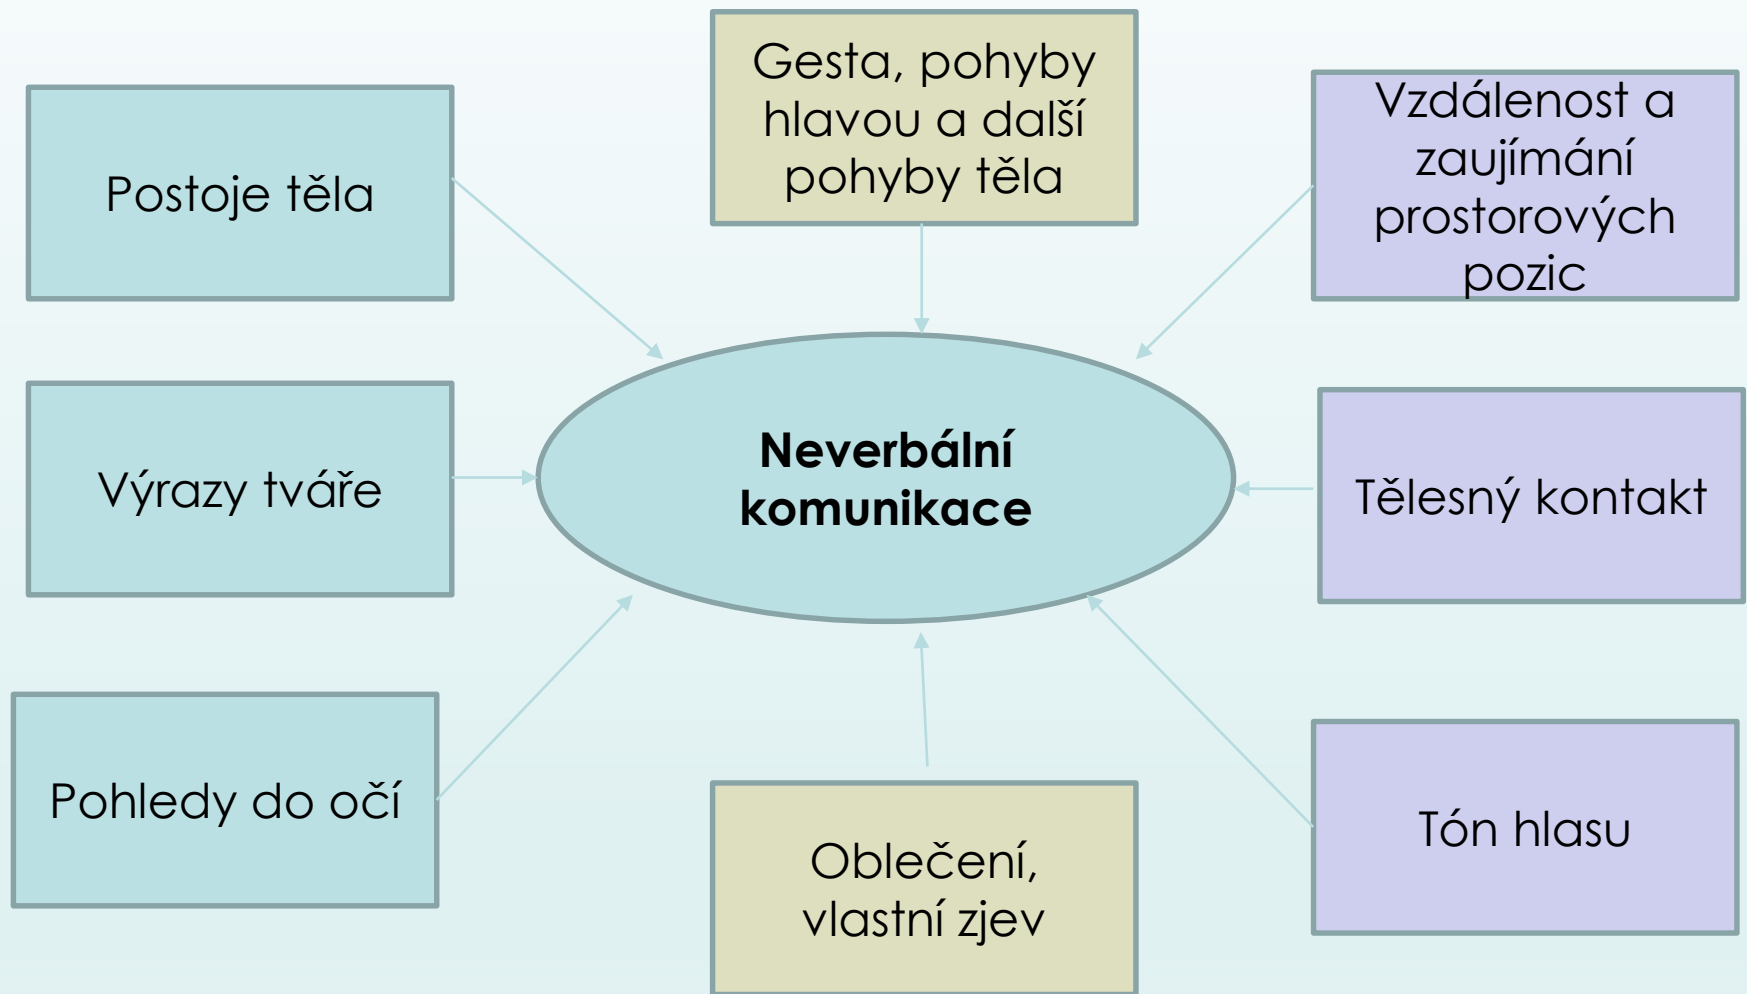 Gesta, pohyby
hlavou a další
pohyby těla
Postoje těla
Vzdálenost a
zaujímání
prostorových
pozic
Výrazy tváře
Neverbální
komunikace
Tělesný kontakt
Pohledy do očí
Oblečení,
vlastní zjev
Tón hlasu